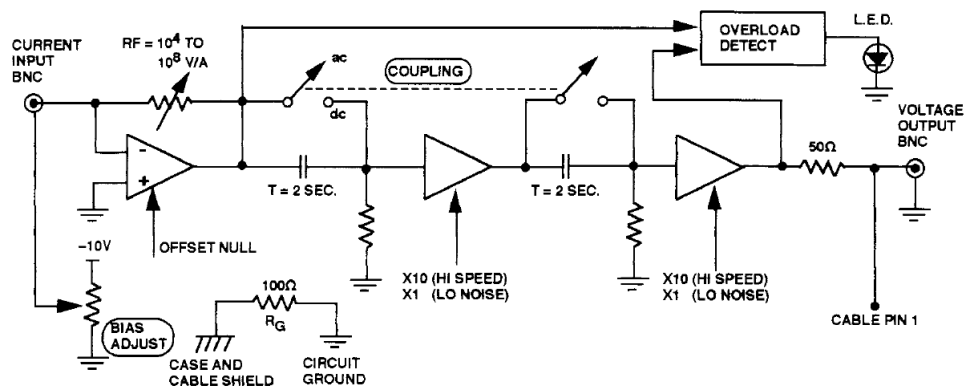 CURRENT
INPUT
BNC
RF = 10⁴ TO
10⁸ V/A
ac
COUPLING
dc
OVERLOAD
DETECT
L.E.D.
VOLTAGE
OUTPUT
BNC
-
+
T = 2 SEC.
T = 2 SEC.
50Ω
OFFSET NULL
–10V
BIAS
ADJUST
100Ω
RG
CASE AND
CABLE SHIELD
CIRCUIT
GROUND
X10 (HI SPEED)
X1 (LO NOISE)
X10 (HI SPEED)
X1 (LO NOISE)
CABLE PIN 1